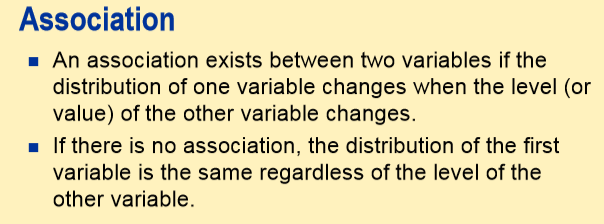 Association
■ An association exists between two variables if the
distribution of one variable changes when the level (or
value) of the other variable changes.
■ If there is no association, the distribution of the first
variable is the same regardless of the level of the
other variable.